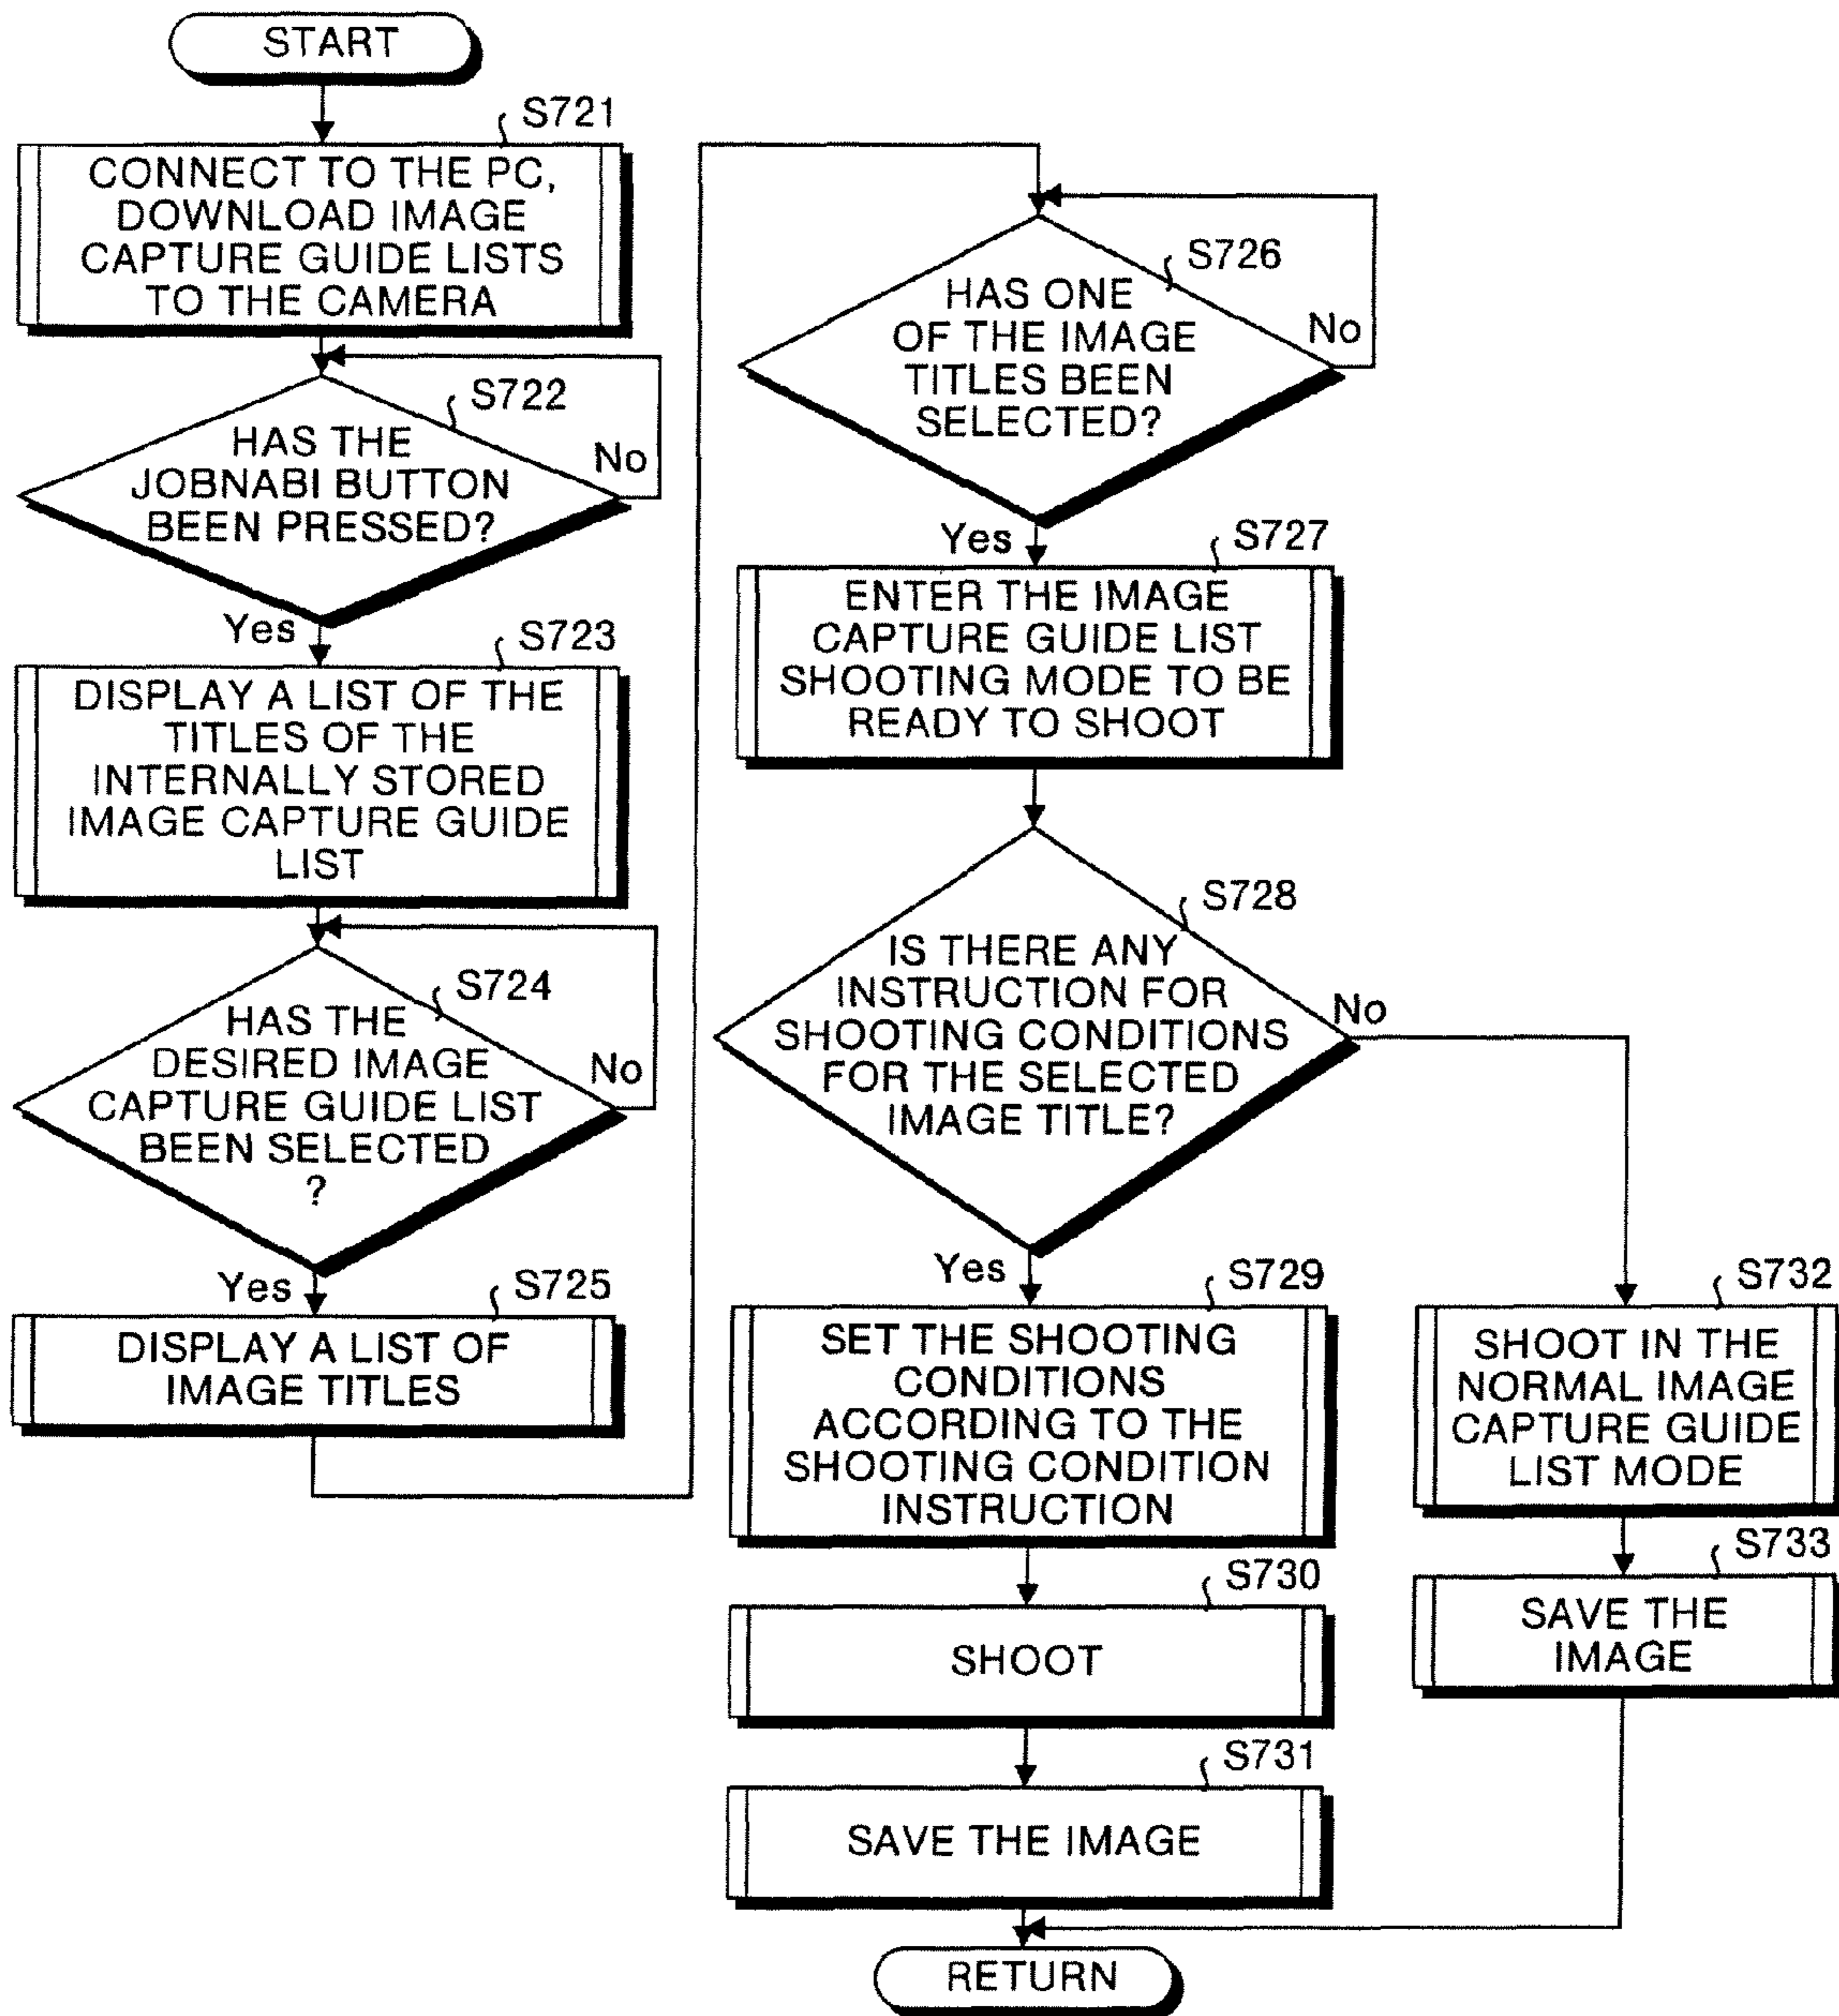 START
S721
CONNECT TO THE PC,
DOWNLOAD IMAGE
CAPTURE GUIDE LISTS
TO THE CAMERA
S722
HAS THE
JOBNABI BUTTON
BEEN PRESSED?
No
Yes
S723
DISPLAY A LIST OF THE
TITLES OF THE
INTERNALLY STORED
IMAGE CAPTURE GUIDE
LIST
S724
HAS THE
DESIRED IMAGE
CAPTURE GUIDE LIST
BEEN SELECTED
?
No
Yes
S725
DISPLAY A LIST OF
IMAGE TITLES
S726
HAS ONE
OF THE IMAGE
TITLES BEEN
SELECTED?
No
Yes
S727
ENTER THE IMAGE
CAPTURE GUIDE LIST
SHOOTING MODE TO BE
READY TO SHOOT
S728
IS THERE ANY
INSTRUCTION FOR
SHOOTING CONDITIONS
FOR THE SELECTED
IMAGE TITLE?
No
Yes
S729
SET THE SHOOTING
CONDITIONS
ACCORDING TO THE
SHOOTING CONDITION
INSTRUCTION
S730
SHOOT
S731
SAVE THE IMAGE
S732
SHOOT IN THE
NORMAL IMAGE
CAPTURE GUIDE
LIST MODE
S733
SAVE THE
IMAGE
RETURN